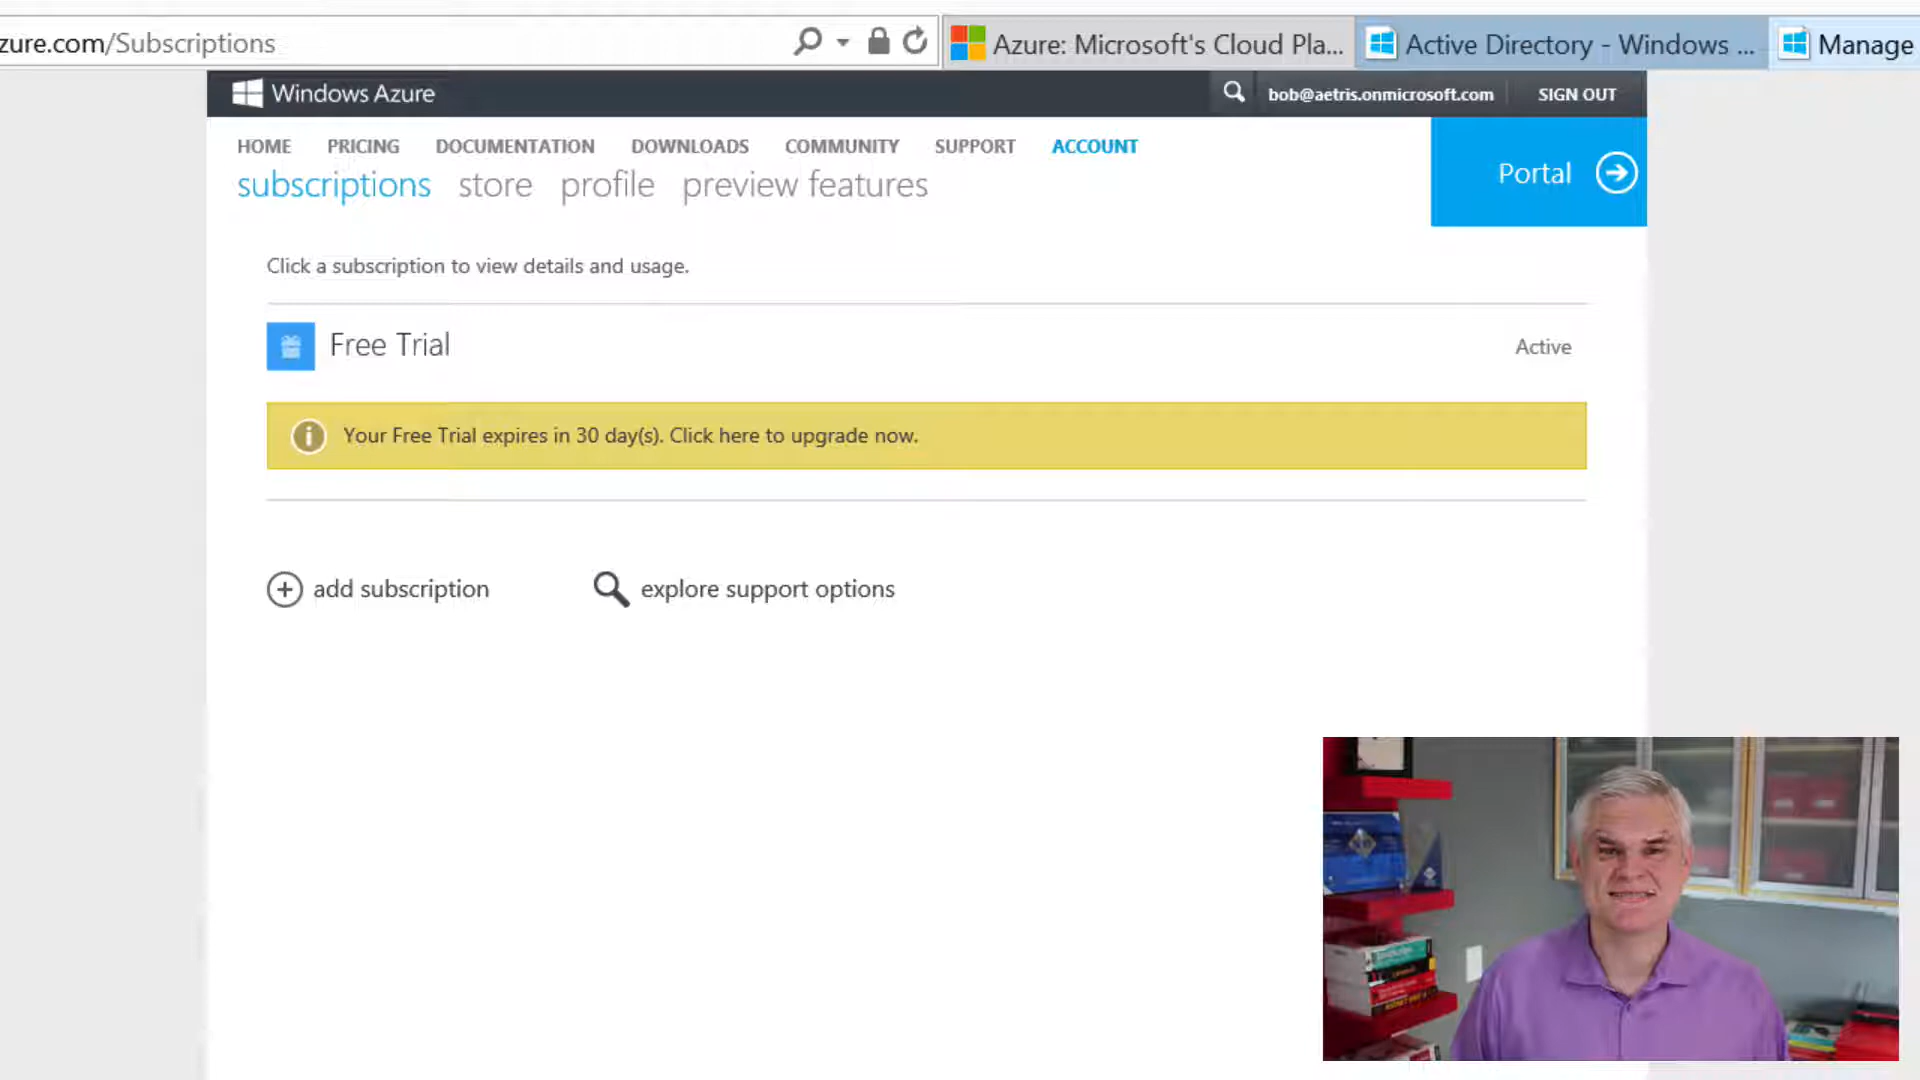 zure.com/Subscriptions
Azure: Microsoft's Cloud Pla...
Active Directory - Windows ...
Manage
Windows Azure
bob@aetris.onmicrosoft.com
SIGN OUT
HOME PRICING DOCUMENTATION DOWNLOADS COMMUNITY SUPPORT ACCOUNT
subscriptions store profile preview features
Portal
Click a subscription to view details and usage.
Free Trial
Active
Your Free Trial expires in 30 day(s). Click here to upgrade now.
add subscription
explore support options